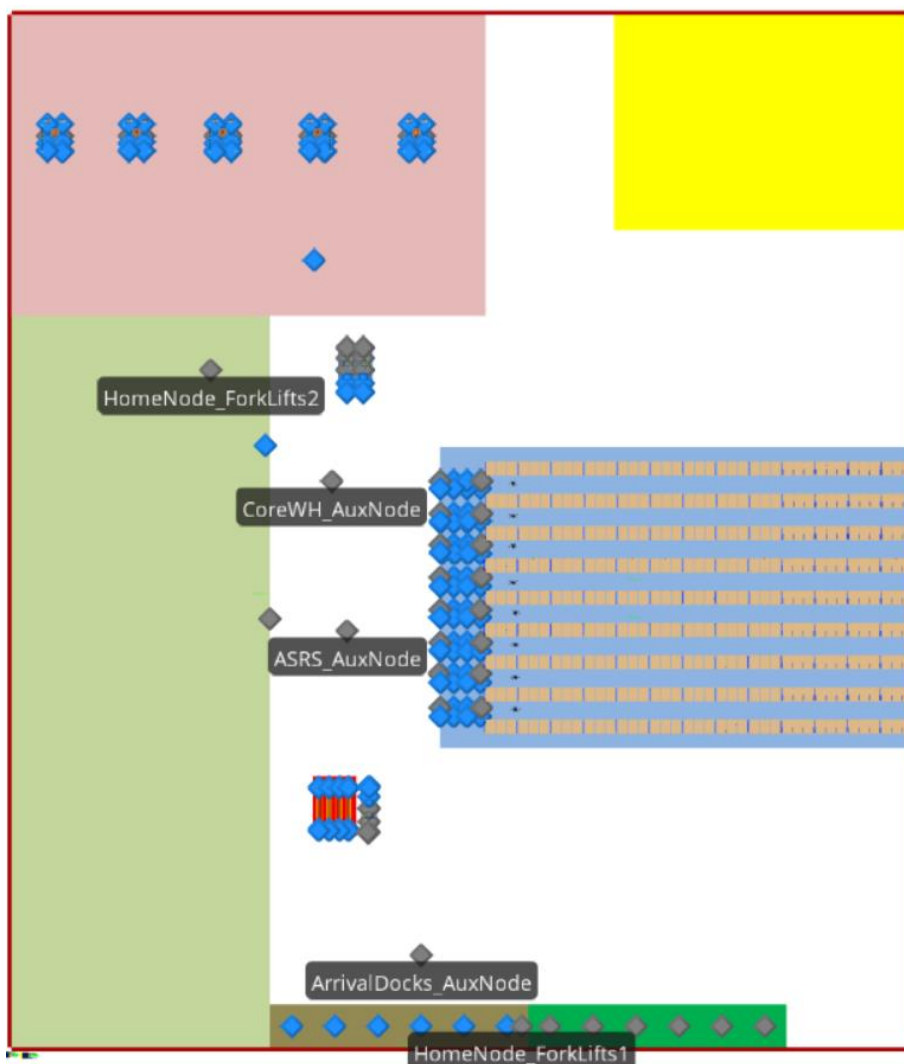 HomeNode_ForkLifts2
CoreWH_AuxNode
ASRS_AuxNode
ArrivalDocks_AuxNode
HomeNode_ForkLifts1